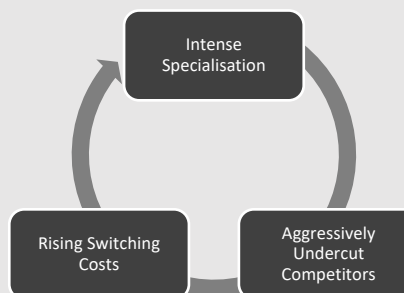 Intense
Specialisation
Rising Switching
Costs
Aggressively
Undercut
Competitors